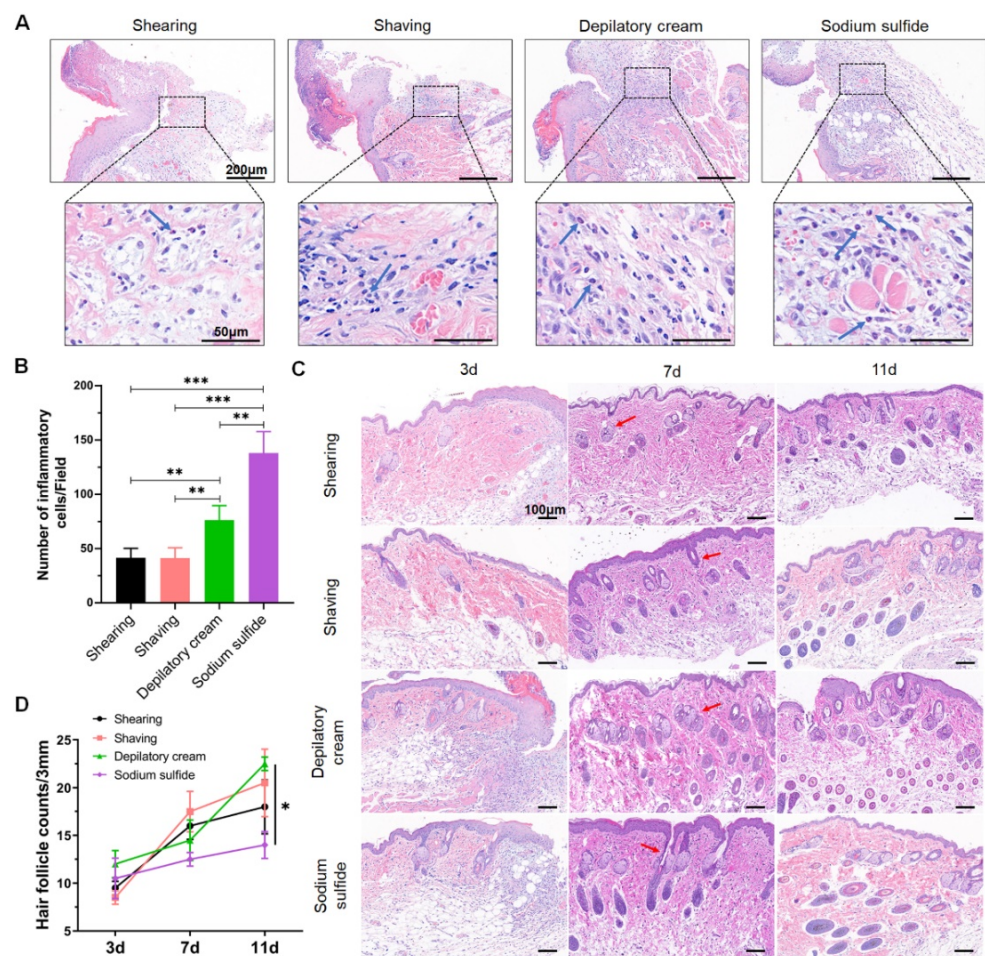 A
Shearing
Shaving
Depilatory cream
Sodium sulfide
200μm
50μm
B
Number of inflammatory
cells/Field
200
150
100
50
0
***
***
**
**
**
Shearing
Shaving
Depilatory cream
Sodium sulfide
C
3d
7d
11d
Shearing
100μm
Shaving
Depilatory
cream
Sodium
sulfide
D
Hair follicle counts/3mm
Shearing
Shaving
Depilatory cream
Sodium sulfide
25
20
15
10
5
*
3d
7d
11d